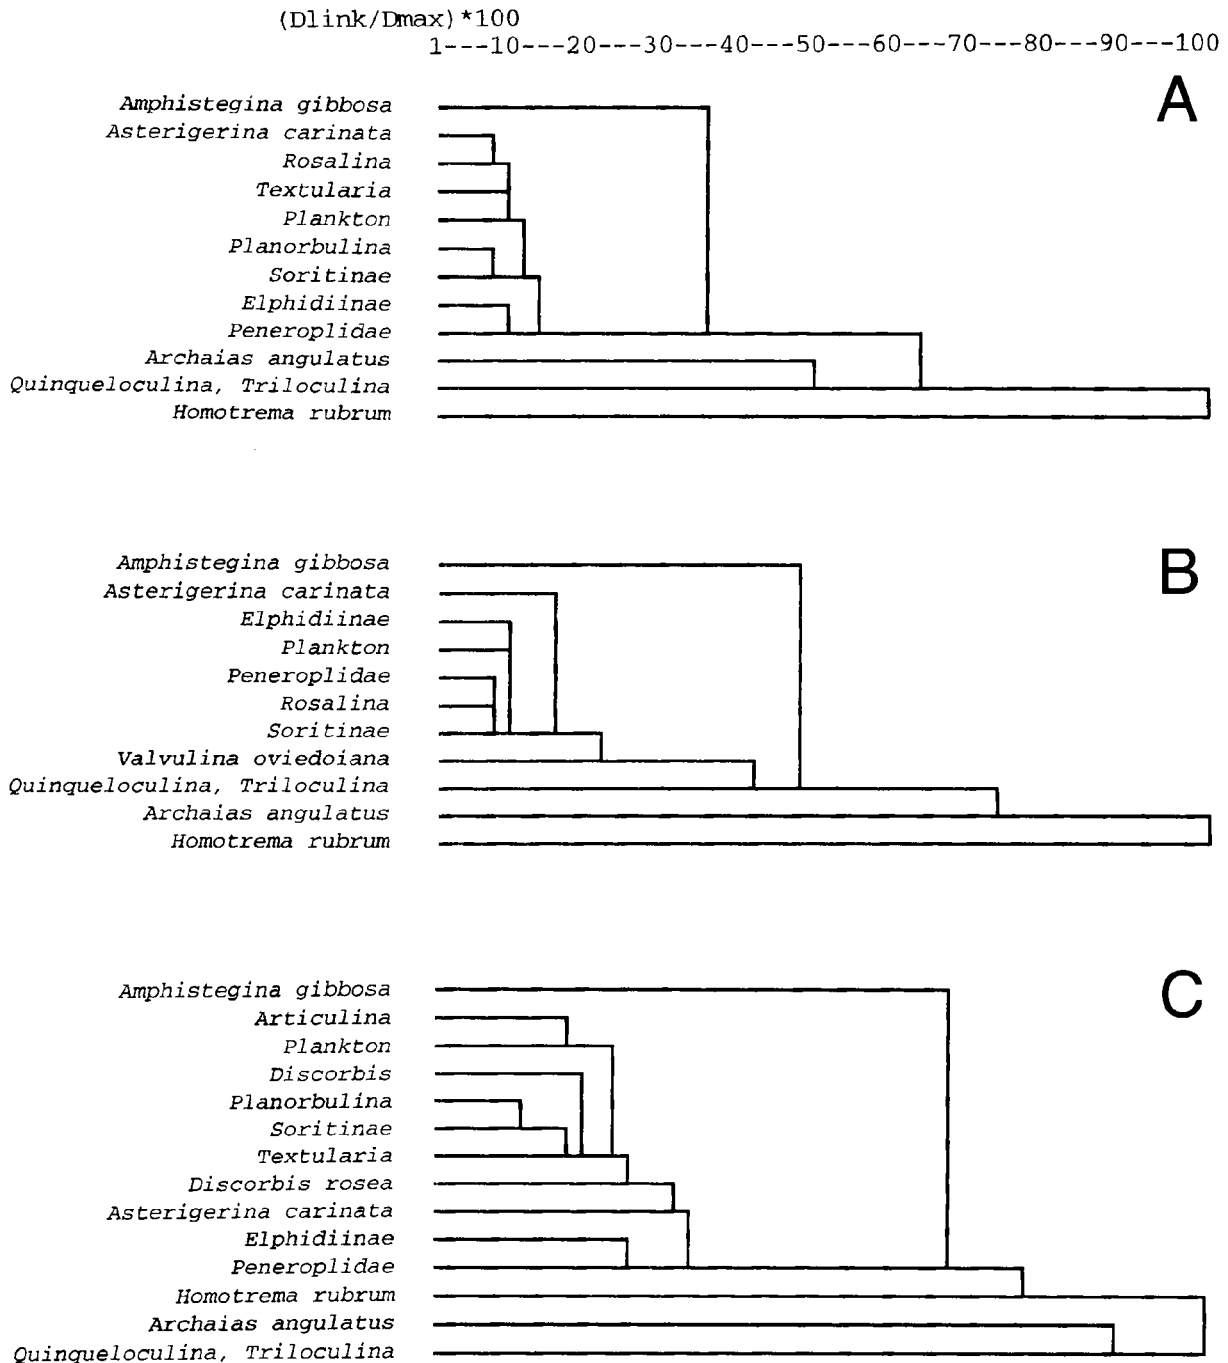 (Dlink/Dmax)*100
1---10---20---30---40---50---60---70---80---90---100
A
Amphistegina gibbosa
Asterigerina carinata
Rosalina
Textularia
Plankton
Planorbulina
Soritinae
Elphidiinae
Peneroplidae
Archaias angulatus
Quinqueloculina, Triloculina
Homotrema rubrum
B
Amphistegina gibbosa
Asterigerina carinata
Elphidiinae
Plankton
Peneroplidae
Rosalina
Soritinae
Valvulina oviedoiana
Quinqueloculina, Triloculina
Archaias angulatus
Homotrema rubrum
C
Amphistegina gibbosa
Articulina
Plankton
Discorbis
Planorbulina
Soritinae
Textularia
Discorbis rosea
Asterigerina carinata
Elphidiinae
Peneroplidae
Homotrema rubrum
Archaias angulatus
Quinqueloculina, Triloculina